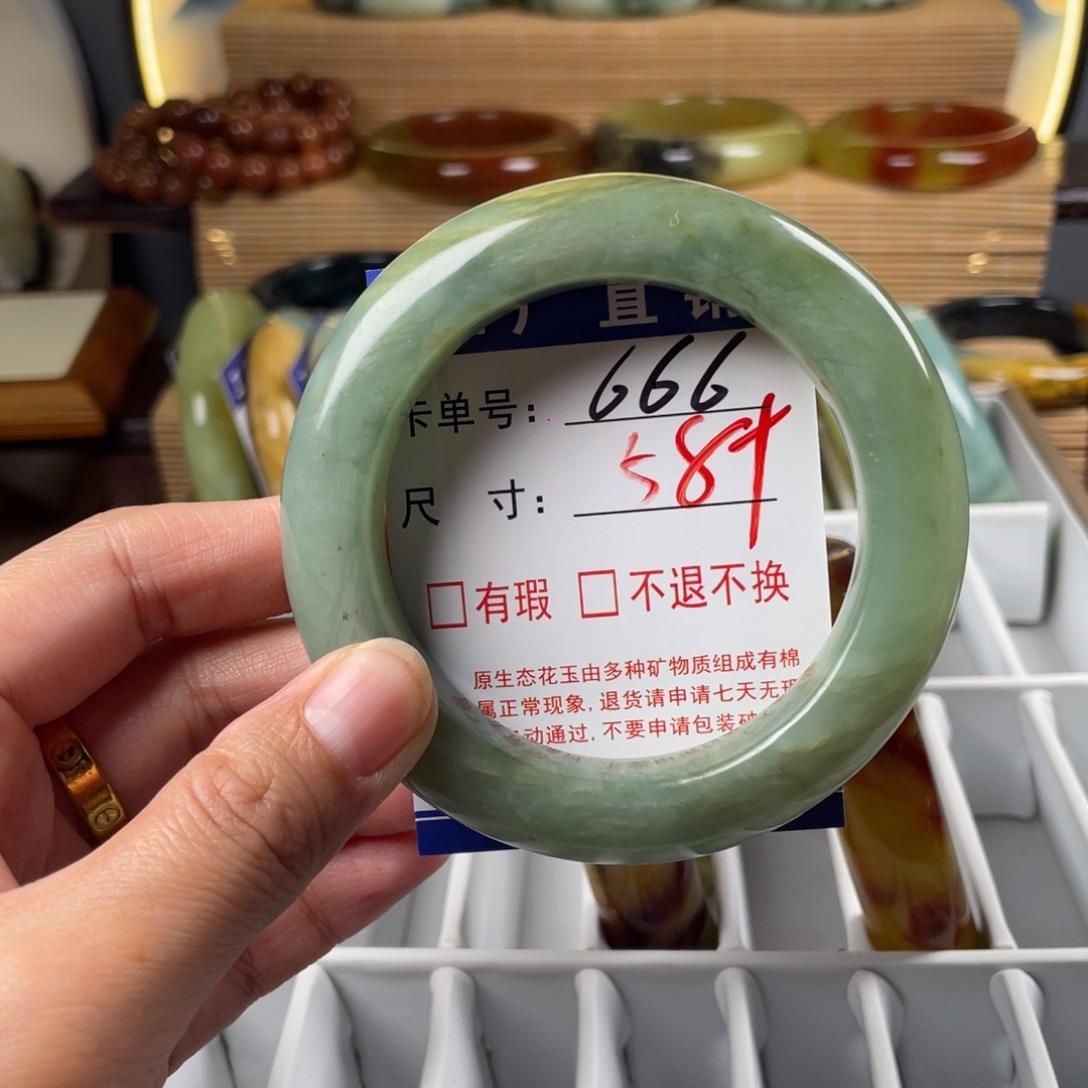 直
卡单号: 666
尺 寸: 58
□有瑕 □不退不换
原生态花玉由多种矿物质组成有棉
属正常现象,退货请申请七天无理
动通过,不要申请包装破